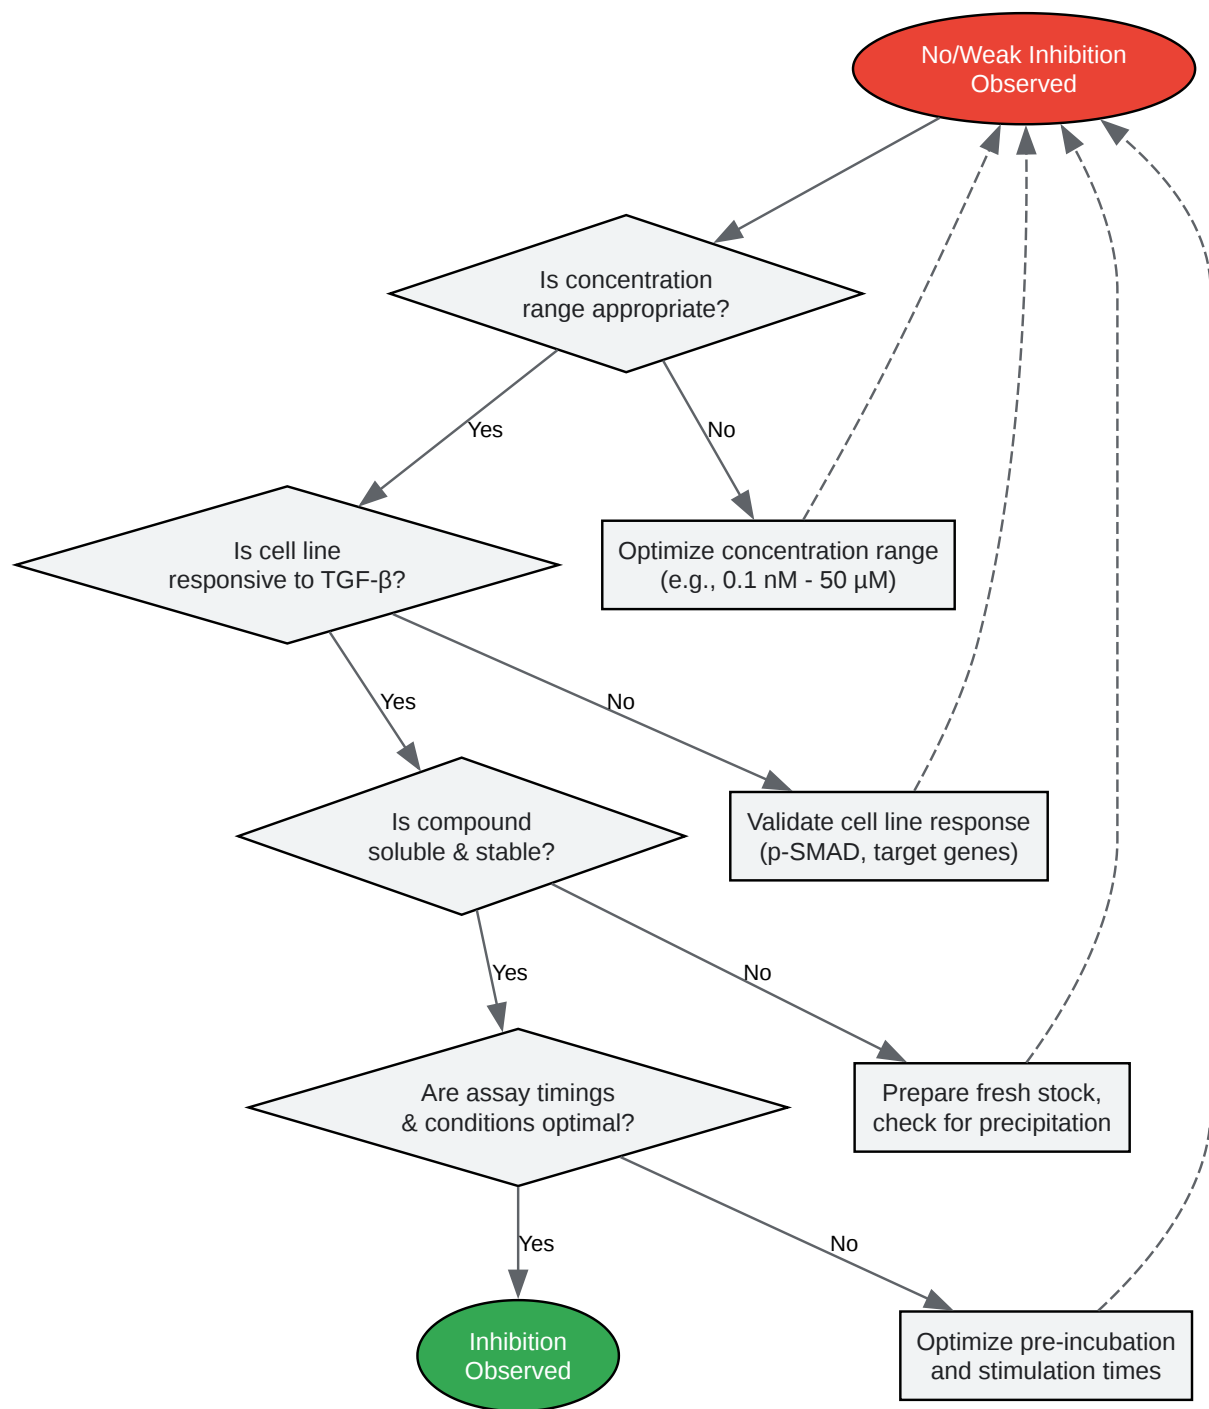 No/Weak Inhibition
Observed
Is concentration
range appropriate?
Yes
No
Is cell line
responsive to TGF-β?
Optimize concentration range
(e.g., 0.1 nM - 50 µM)
Yes
No
Is compound
soluble & stable?
Validate cell line response
(p-SMAD, target genes)
Yes
No
Are assay timings
& conditions optimal?
Prepare fresh stock,
check for precipitation
Yes
No
Inhibition
Observed
Optimize pre-incubation
and stimulation times